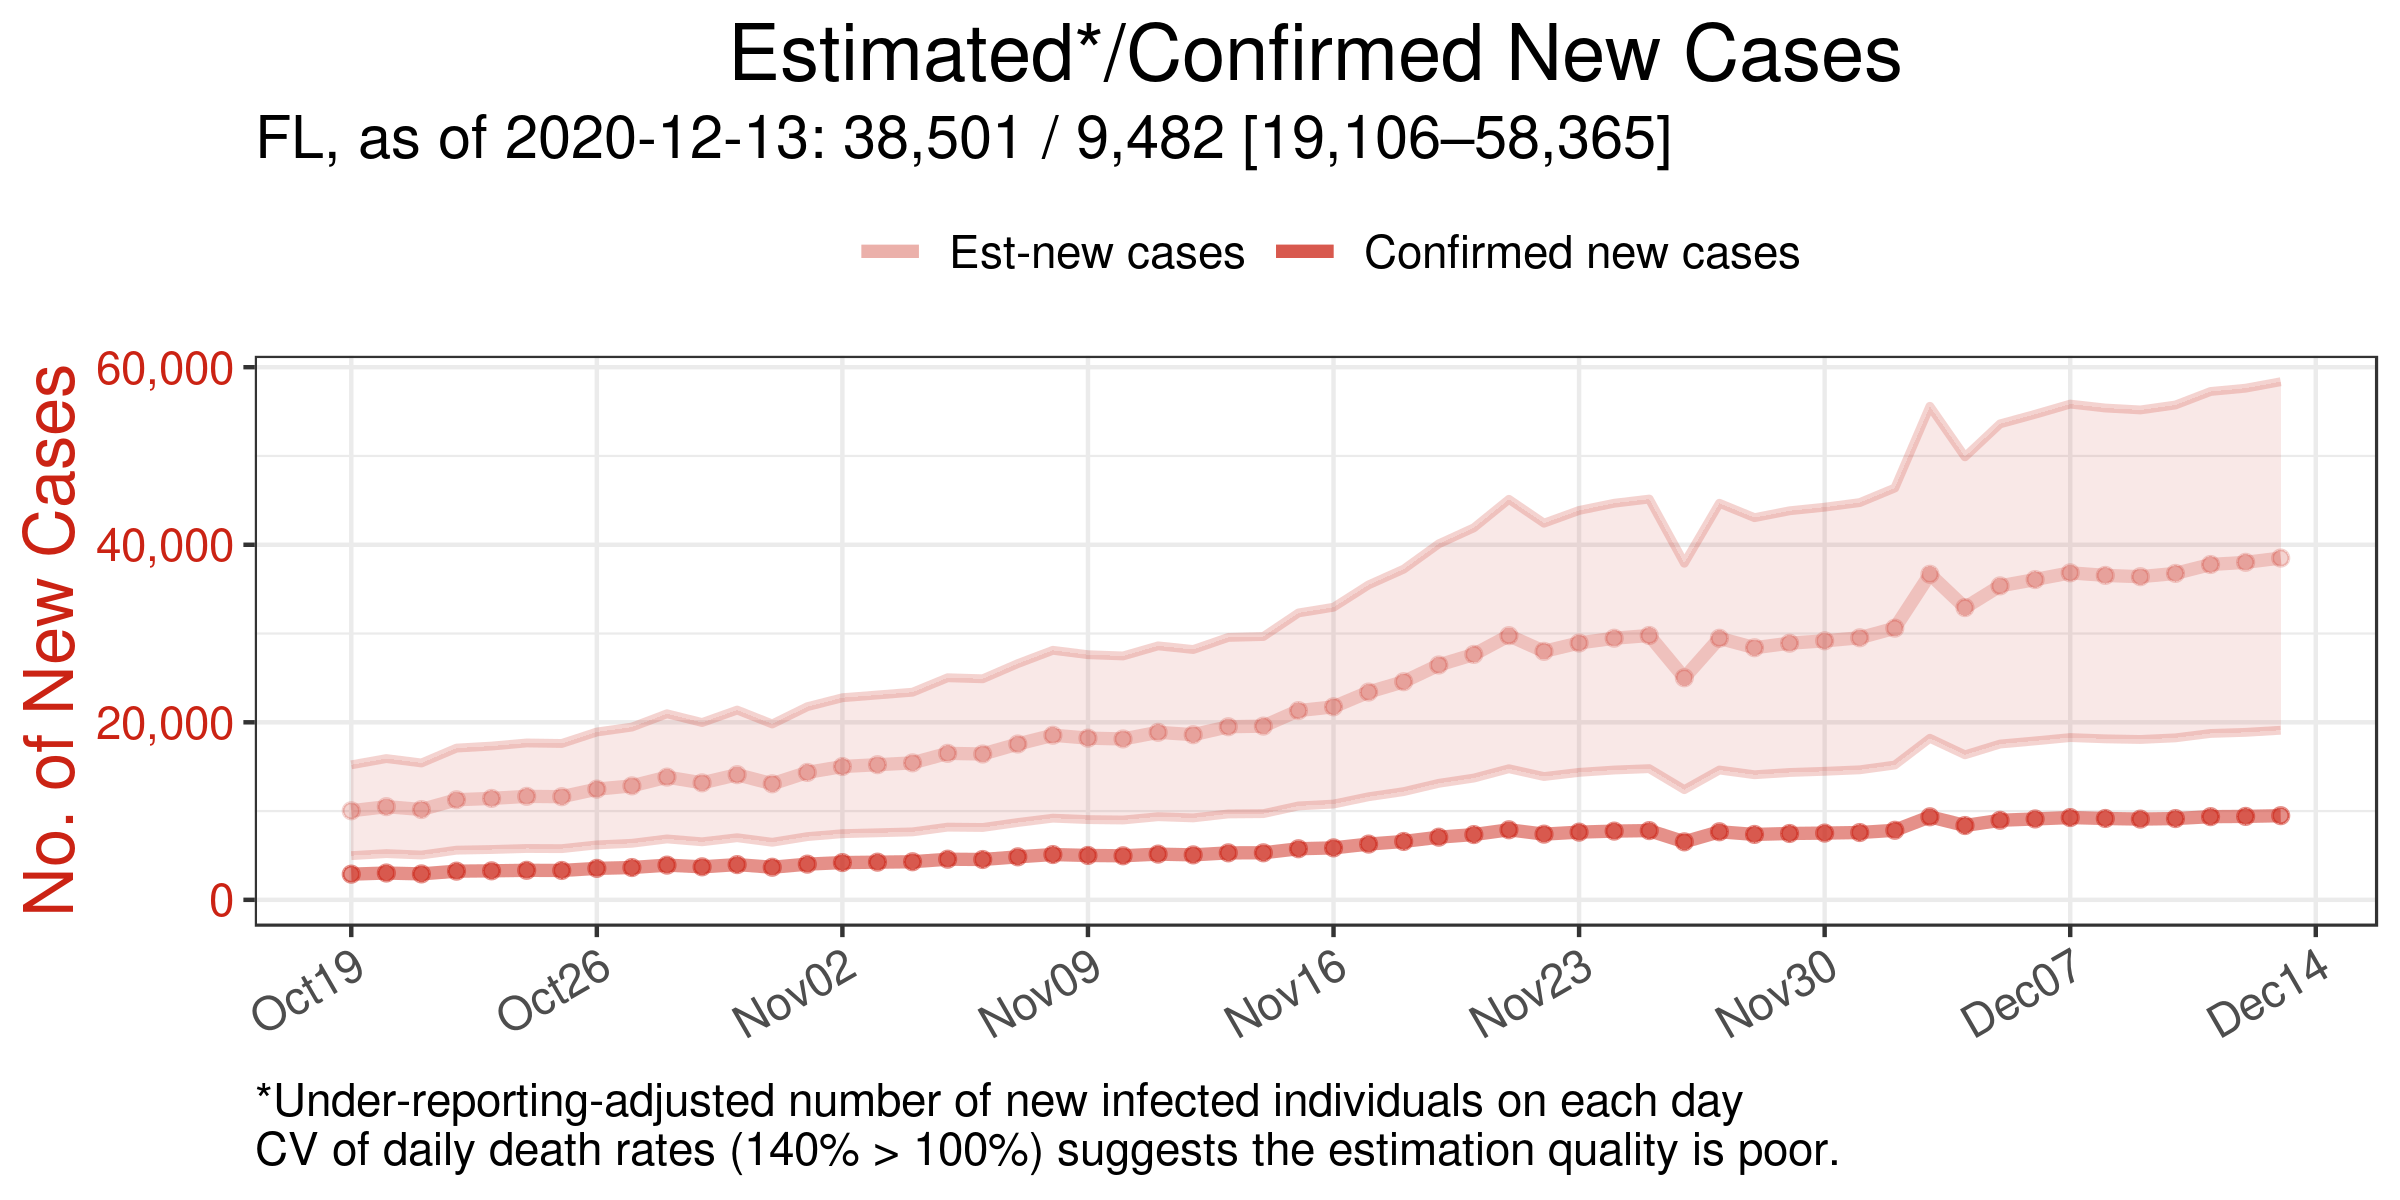 Estimated*/Confirmed New Cases
FL, as of 2020-12-13: 38,501 / 9,482 [19,106–58,365]
Est-new cases
Confirmed new cases
No. of New Cases
60,000
40,000
20,000
0
Oct19
Oct26
Nov02
Nov09
Nov16
Nov23
Nov30
Dec07
Dec14
*Under-reporting-adjusted number of new infected individuals on each day
CV of daily death rates (140% > 100%) suggests the estimation quality is poor.